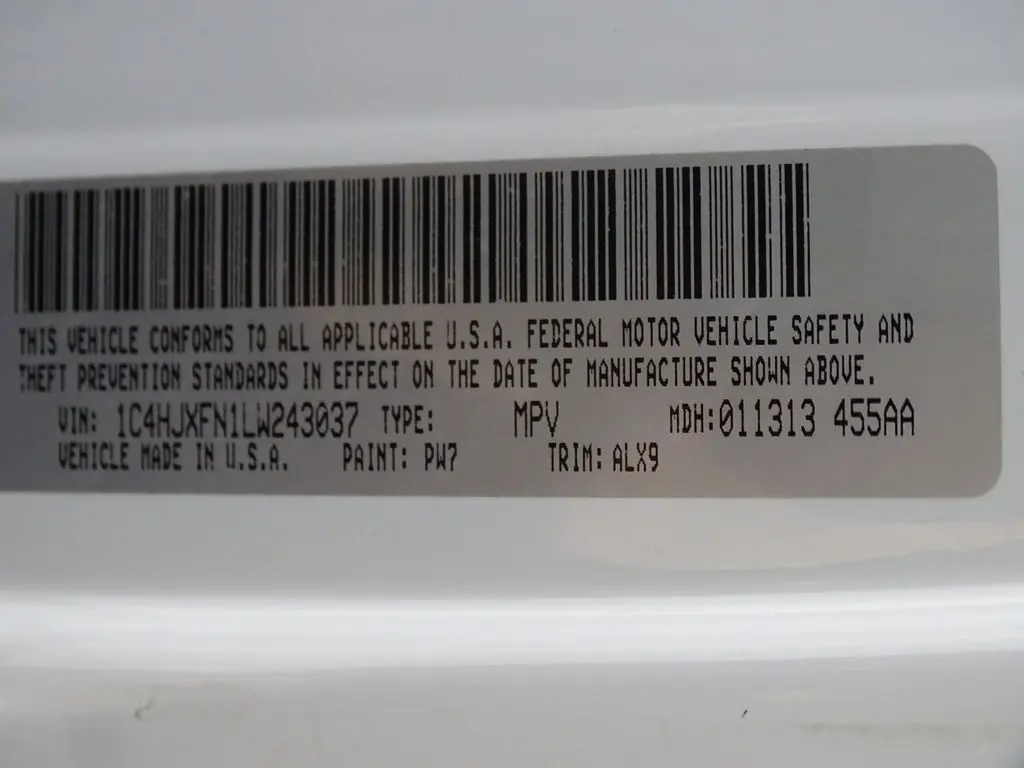 THIS VEHICLE CONFORMS TO ALL APPLICABLE U.S.A. FEDERAL MOTOR VEHICLE SAFETY AND
THEFT PREVENTION STANDARDS IN EFFECT ON THE DATE OF MANUFACTURE SHOWN ABOVE.
VIN: 1C4HJXFN1LW243037 TYPE: MPV MDH:011313 455AA
VEHICLE MADE IN U.S.A. PAINT: PW7 TRIM: ALX9